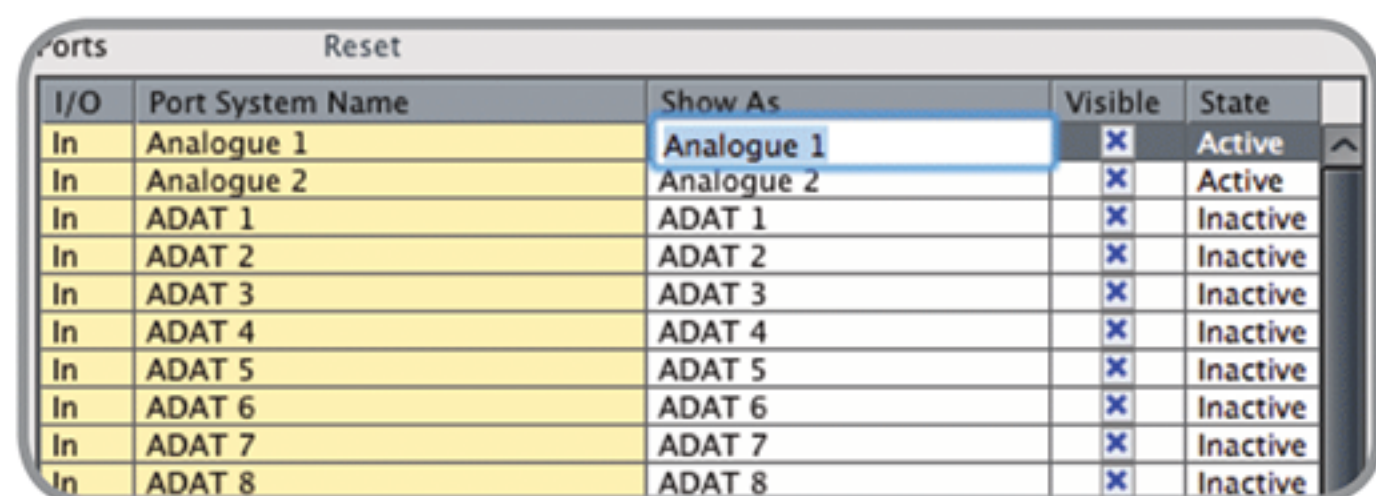 Ports Reset
I/O Port System Name Show As Visible State
In Analogue 1 Analogue 1 Active
In Analogue 2 Analogue 2 Active
In ADAT 1 ADAT 1 Inactive
In ADAT 2 ADAT 2 Inactive
In ADAT 3 ADAT 3 Inactive
In ADAT 4 ADAT 4 Inactive
In ADAT 5 ADAT 5 Inactive
In ADAT 6 ADAT 6 Inactive
In ADAT 7 ADAT 7 Inactive
In ADAT 8 ADAT 8 Inactive